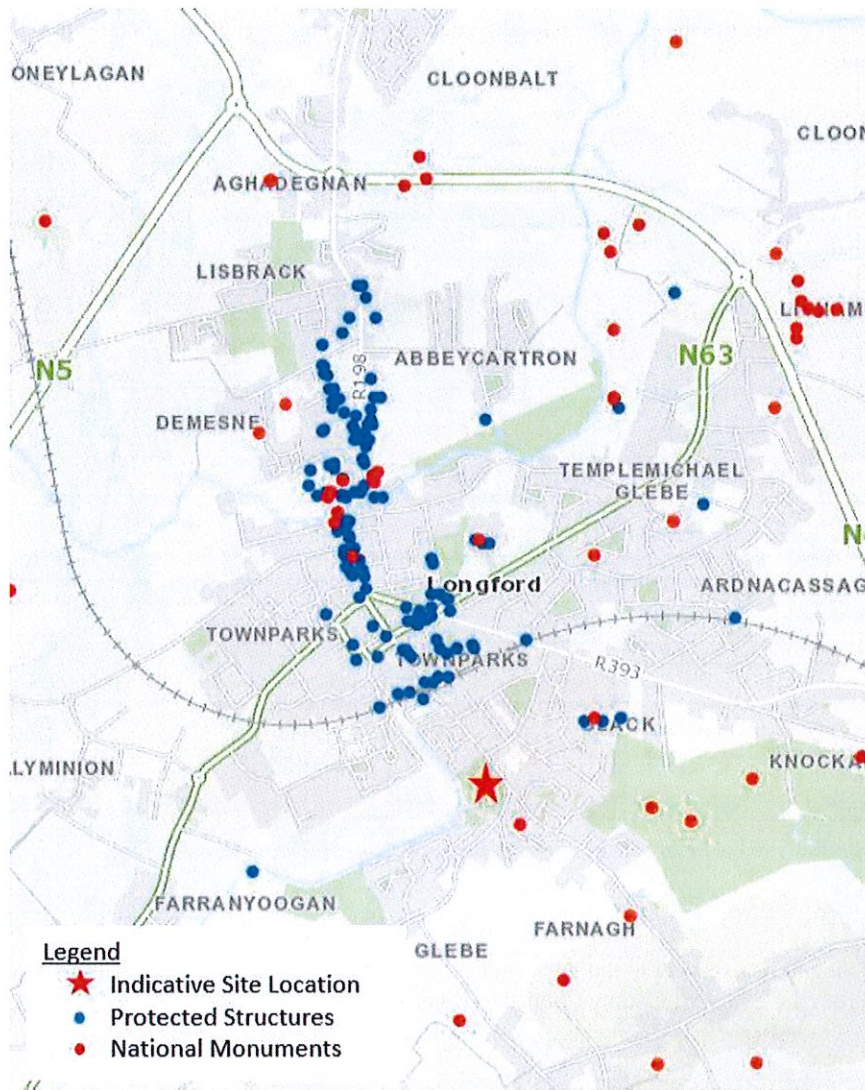 ONEYLAGAN
CLOONBALT
CLOON
AGHADEGNAN
LISBRACK
ABBEYCARTRON
R198
N63
N5
DEMESNE
TEMPLEMICHAEL
GLEBE
N
Longford
ARDNACASSAG
TOWNPARKS
TOWNPARKS
R393
LYMINION
KNOCKA
FARRANYOOGAN
GLEBE
FARNAGH
Legend
Indicative Site Location
Protected Structures
National Monuments